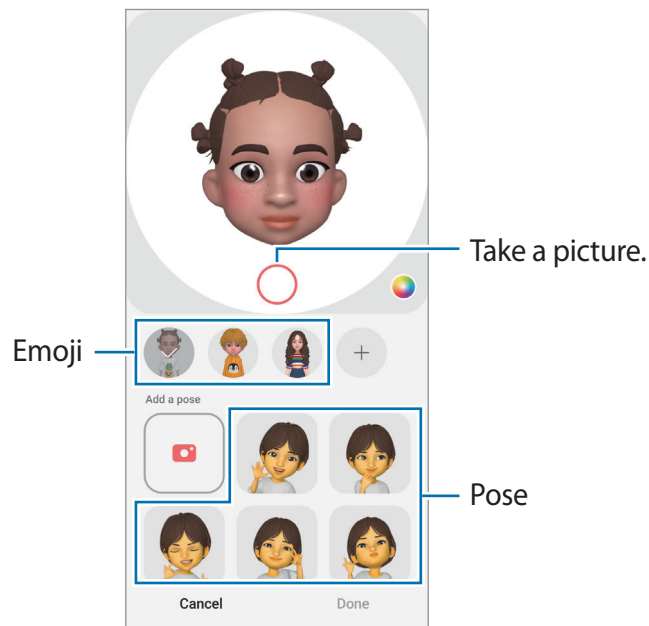 Take a picture.
Emoji
+
Add a pose
Pose
Cancel
Done